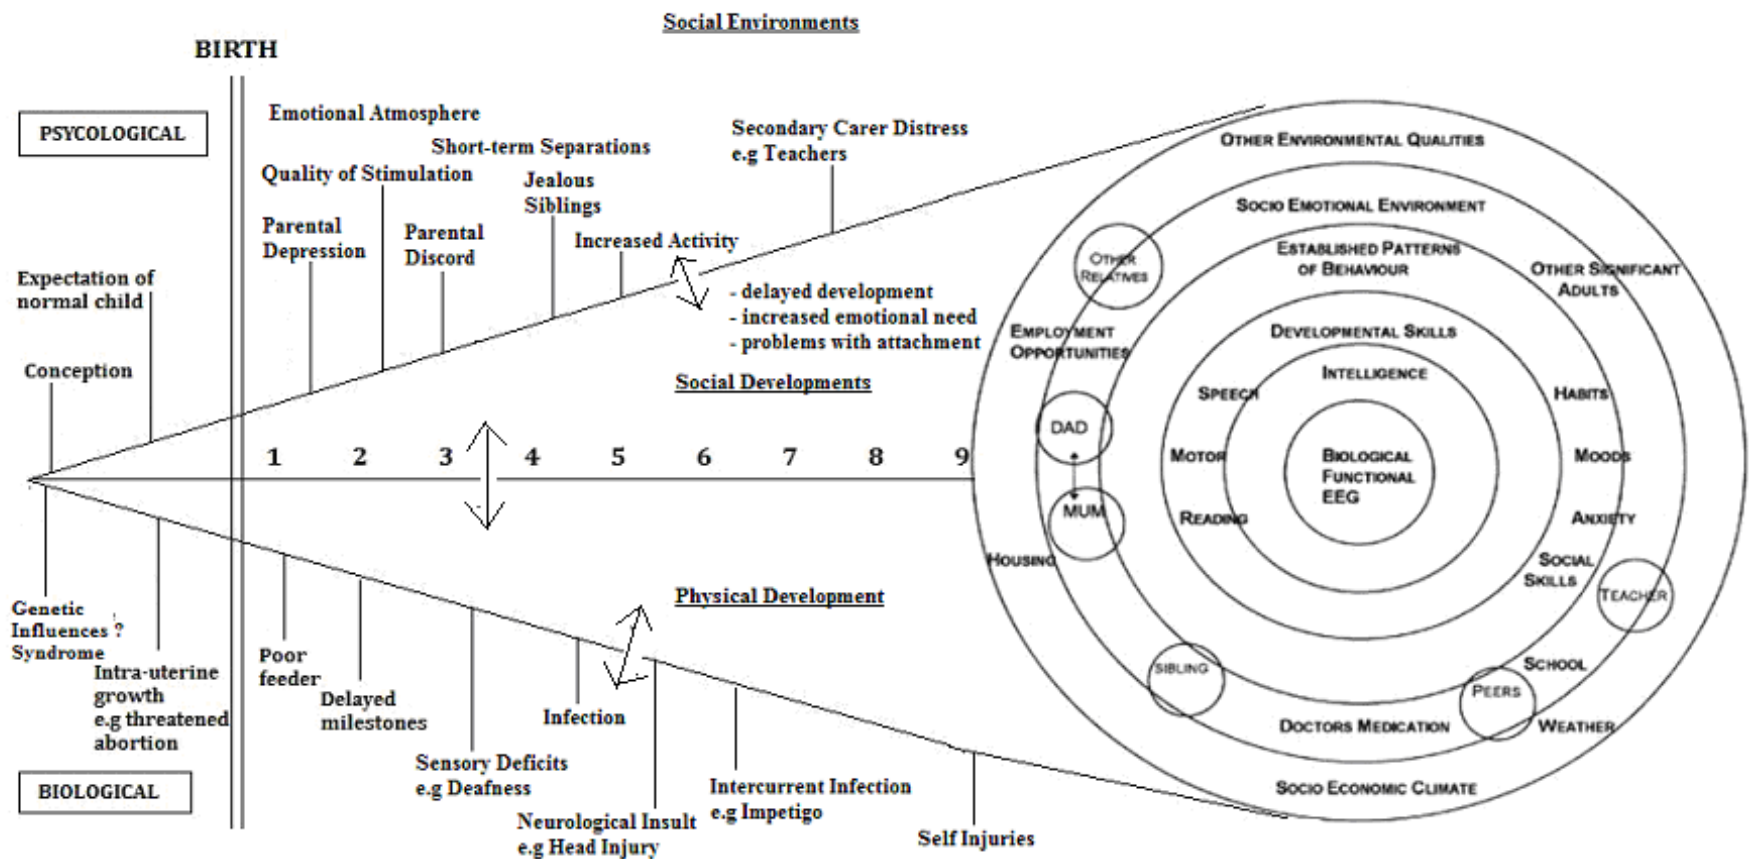 Social Environments
BIRTH
PSYCOLOGICAL
Emotional Atmosphere
Short-term Separations
Secondary Carer Distress
e.g Teachers
Quality of Stimulation
Jealous
Siblings
Parental
Depression
Parental
Discord
Increased Activity
Expectation of
normal child
- delayed development
- increased emotional need
- problems with attachment
Conception
Social Developments
1 2 3 4 5 6 7 8 9
Physical Development
Genetic
Influences ?
Syndrome
Intra-uterine
growth
e.g threatened
abortion
Poor
feeder
Delayed
milestones
Infection
Sensory Deficits
e.g Deafness
Neurological Insult
e.g Head Injury
Intercurrent Infection
e.g Impetigo
Self Injuries
BIOLOGICAL
OTHER ENVIRONMENTAL QUALITIES
SOCIO EMOTIONAL ENVIRONMENT
ESTABLISHED PATTERNS
OF BEHAVIOUR
OTHER
RELATIVES
OTHER SIGNIFICANT
ADULTS
EMPLOYMENT
OPPORTUNITIES
DEVELOPMENTAL SKILLS
INTELLIGENCE
SPEECH
HABITS
DAD
MOTOR
BIOLOGICAL
FUNCTIONAL
EEG
MOODS
MUM
READING
ANXIETY
HOUSING
SOCIAL
SKILLS
TEACHER
SIBLING
SCHOOL
PEERS
DOCTORS MEDICATION
WEATHER
SOCIO ECONOMIC CLIMATE